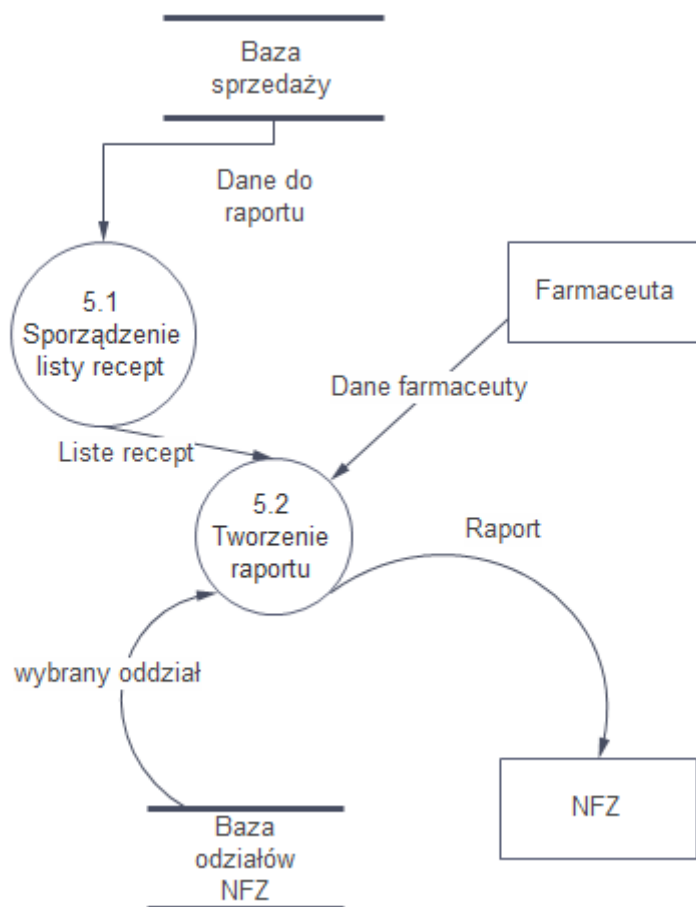 Baza
sprzedaży
Dane do
raportu
5.1
Sporządzenie
listy recept
Farmaceuta
Dane farmaceuty
Liste recept
5.2
Tworzenie
raportu
Raport
wybrany oddział
NFZ
Baza
odziałów
NFZ